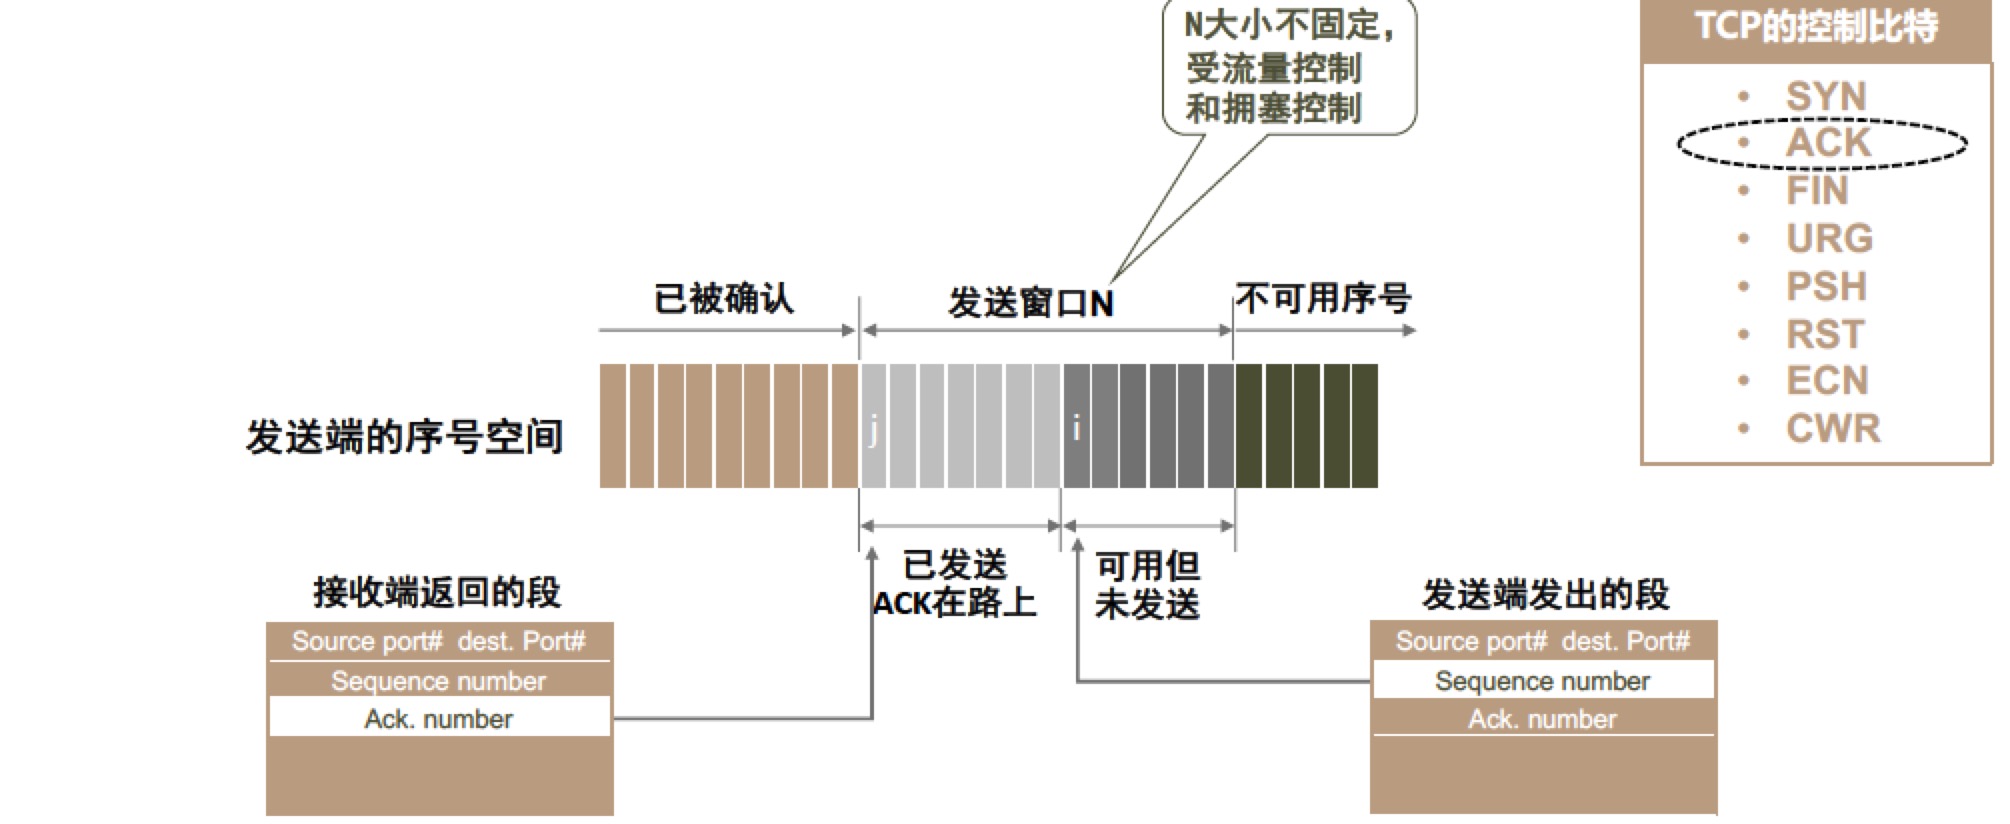 N大小不固定，
受流量控制
和拥塞控制
TCP的控制比特
• SYN
• ACK
• FIN
• URG
• PSH
• RST
• ECN
• CWR
已被确认
发送窗口N
不可用序号
发送端的序号空间
j
i
已发送
ACK在路上
可用但
未发送
接收端返回的段
Source port# dest. Port#
Sequence number
Ack. number
发送端发出的段
Source port# dest. Port#
Sequence number
Ack. number